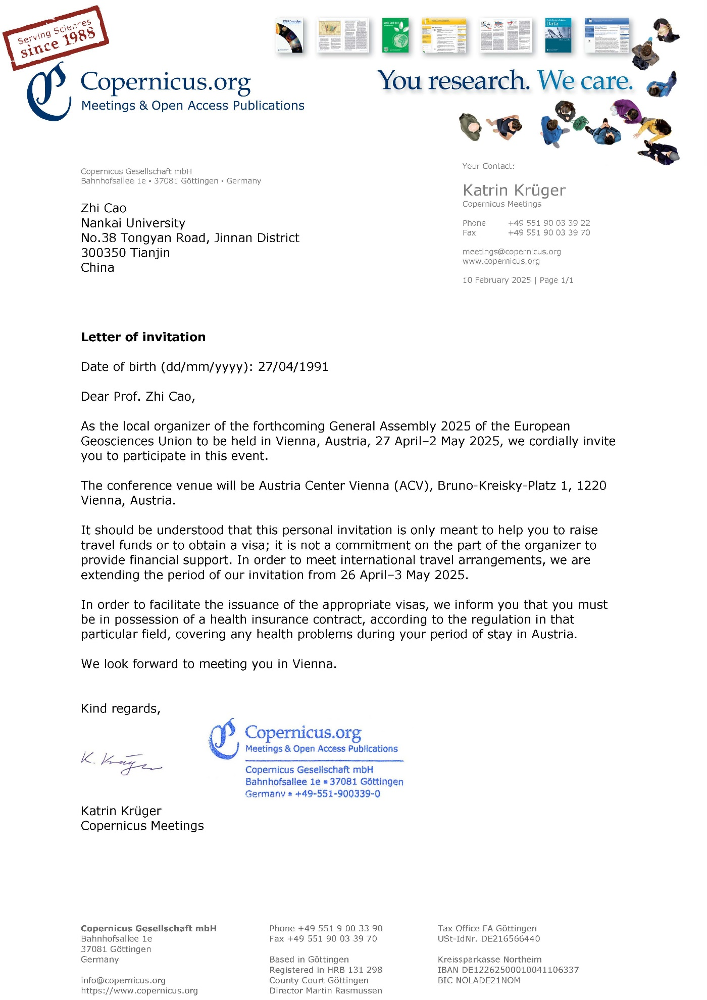 Serving Sciences
since 1988
Web Ecology
Data
Copernicus.org
Meetings & Open Access Publications
You research. We care.
Copernicus Gesellschaft mbH
Bahnhofsallee 1e ▪ 37081 Göttingen ▪ Germany
Zhi Cao
Nankai University
No.38 Tongyan Road, Jinnan District
300350 Tianjin
China
Your Contact:
Katrin Krüger
Copernicus Meetings
Phone +49 551 90 03 39 22
Fax +49 551 90 03 39 70
meetings@copernicus.org
www.copernicus.org
10 February 2025 | Page 1/1
Letter of invitation
Date of birth (dd/mm/yyyy): 27/04/1991
Dear Prof. Zhi Cao,
As the local organizer of the forthcoming General Assembly 2025 of the European
Geosciences Union to be held in Vienna, Austria, 27 April–2 May 2025, we cordially invite
you to participate in this event.
The conference venue will be Austria Center Vienna (ACV), Bruno-Kreisky-Platz 1, 1220
Vienna, Austria.
It should be understood that this personal invitation is only meant to help you to raise
travel funds or to obtain a visa; it is not a commitment on the part of the organizer to
provide financial support. In order to meet international travel arrangements, we are
extending the period of our invitation from 26 April–3 May 2025.
In order to facilitate the issuance of the appropriate visas, we inform you that you must
be in possession of a health insurance contract, according to the regulation in that
particular field, covering any health problems during your period of stay in Austria.
We look forward to meeting you in Vienna.
Kind regards,
K. Krüger
Copernicus.org
Meetings & Open Access Publications
Copernicus Gesellschaft mbH
Bahnhofsallee 1e ▪ 37081 Göttingen
Germany ▪ +49-551-900339-0
Katrin Krüger
Copernicus Meetings
Copernicus Gesellschaft mbH
Bahnhofsallee 1e
37081 Göttingen
Germany
info@copernicus.org
https://www.copernicus.org
Phone +49 551 9 00 33 90
Fax +49 551 90 03 39 70
Based in Göttingen
Registered in HRB 131 298
County Court Göttingen
Director Martin Rasmussen
Tax Office FA Göttingen
USt-IdNr. DE216566440
Kreissparkasse Northeim
IBAN DE12262500010041106337
BIC NOLADE21NOM